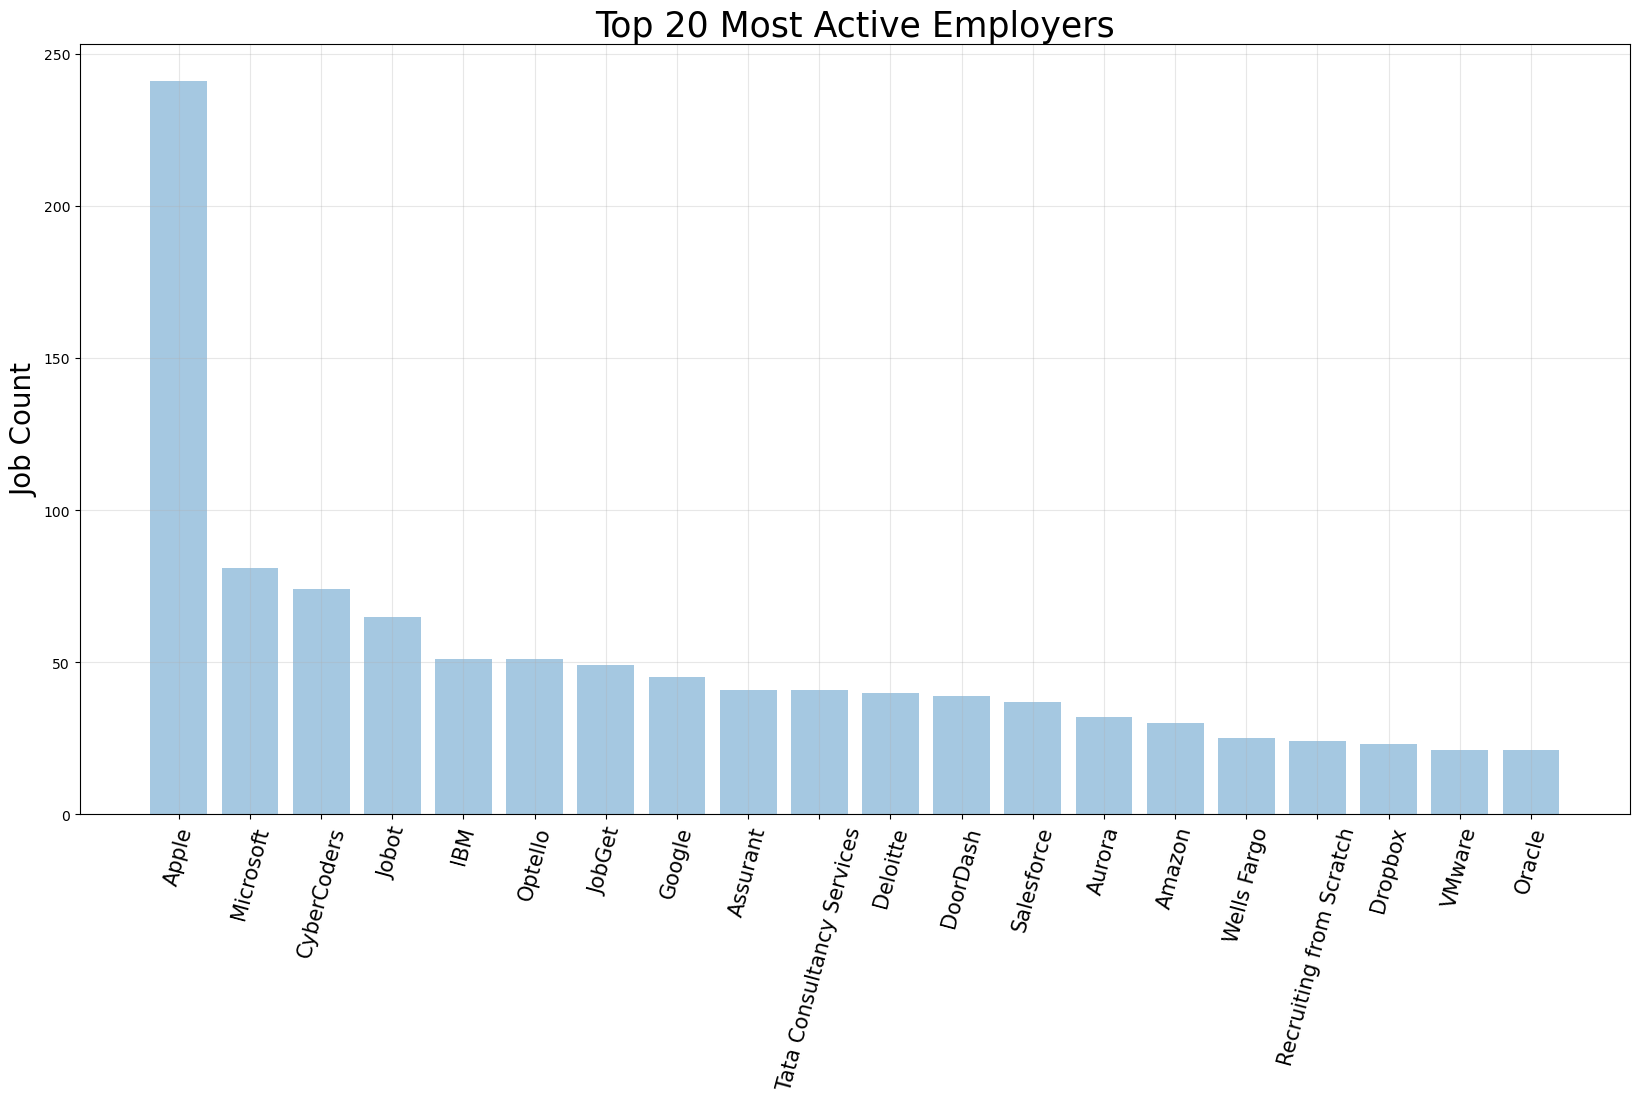 Top 20 Most Active Employers
Job Count
250
200
150
100
50
0
Apple
Microsoft
CyberCoders
Jobot
IBM
Optello
JobGet
Google
Assurant
Tata Consultancy Services
Deloitte
DoorDash
Salesforce
Aurora
Amazon
Wells Fargo
Recruiting from Scratch
Dropbox
VMware
Oracle